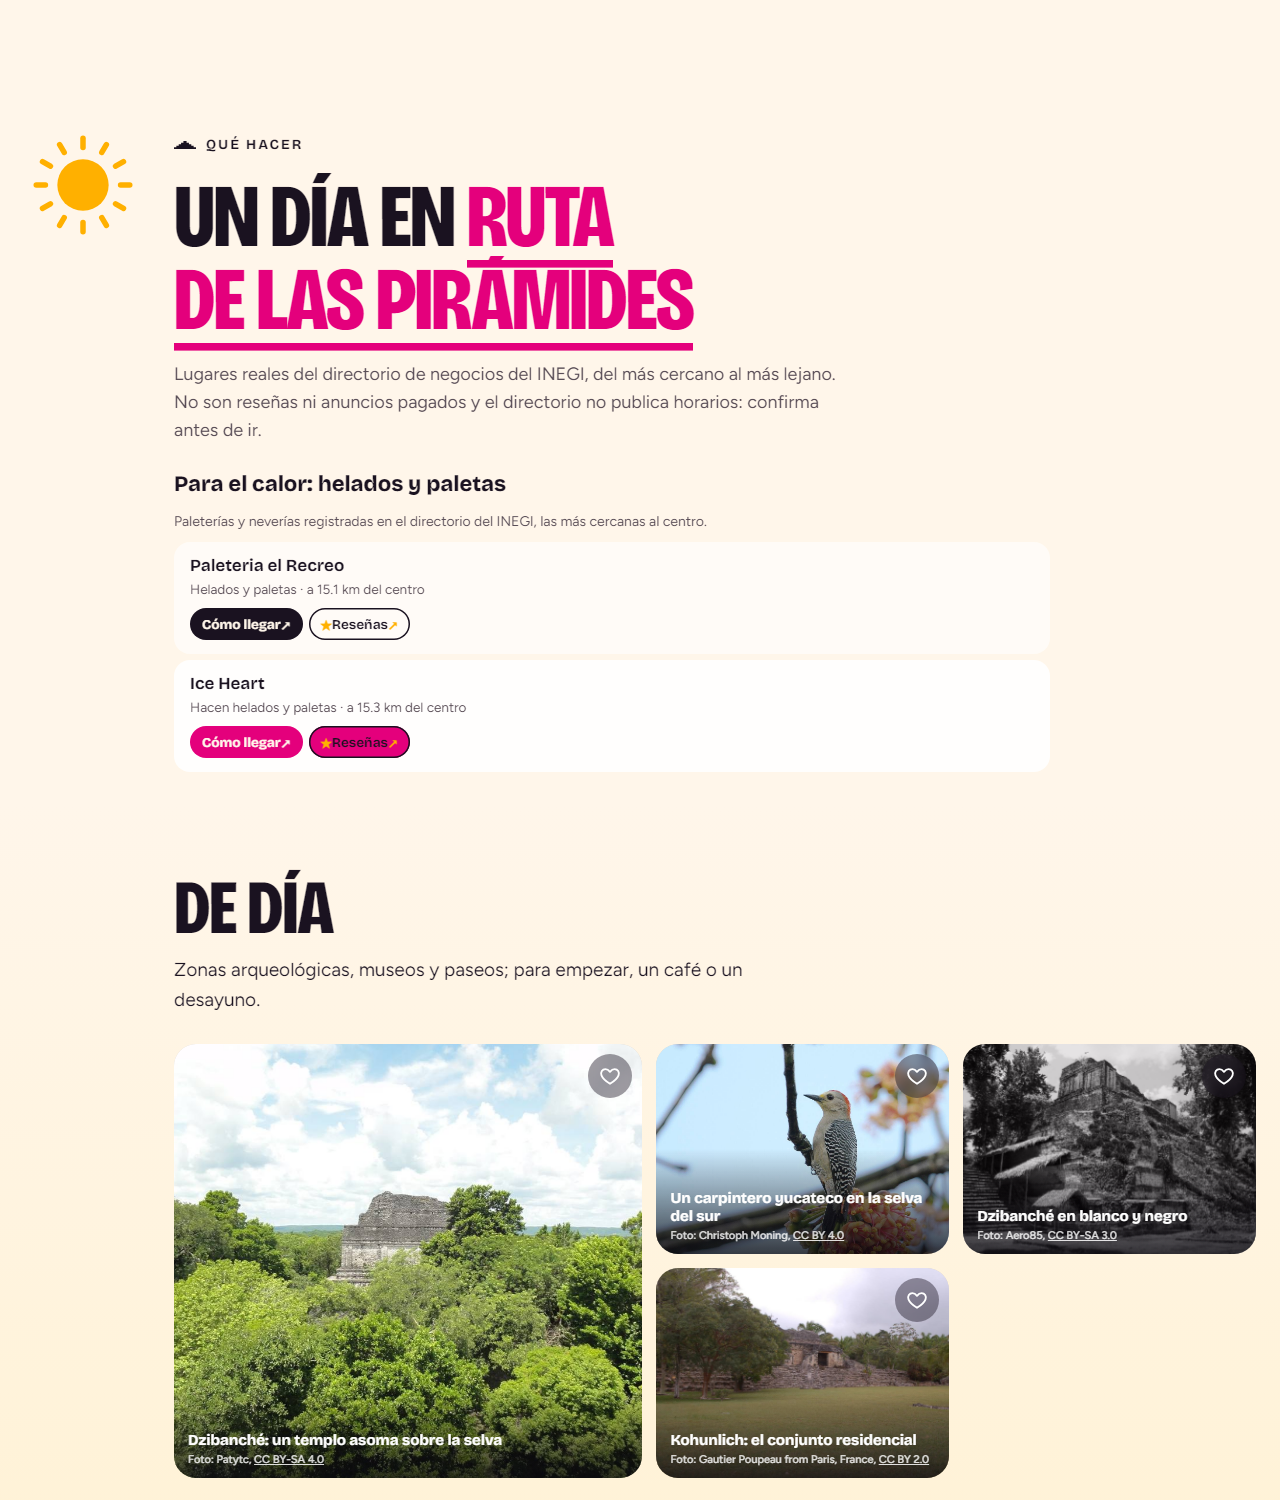 QUÉ HACER
UN DÍA EN RUTA
DE LAS PIRÁMIDES
Lugares reales del directorio de negocios del INEGI, del más cercano al más lejano.
No son reseñas ni anuncios pagados y el directorio no publica horarios: confirma
antes de ir.
Para el calor: helados y paletas
Paleterías y neverías registradas en el directorio del INEGI, las más cercanas al centro.
Paleteria el Recreo
Helados y paletas · a 15.1 km del centro
Cómo llegar↗ ★Reseñas↗
Ice Heart
Hacen helados y paletas · a 15.3 km del centro
Cómo llegar↗ ★Reseñas↗
DE DÍA
Zonas arqueológicas, museos y paseos; para empezar, un café o un
desayuno.
Dzibanché: un templo asoma sobre la selva
Foto: Patytc, CC BY-SA 4.0
Un carpintero yucateco en la selva
del sur
Foto: Christoph Moning, CC BY 4.0
Dzibanché en blanco y negro
Foto: Aero85, CC BY-SA 3.0
Kohunlich: el conjunto residencial
Foto: Gautier Poupeau from Paris, France, CC BY 2.0